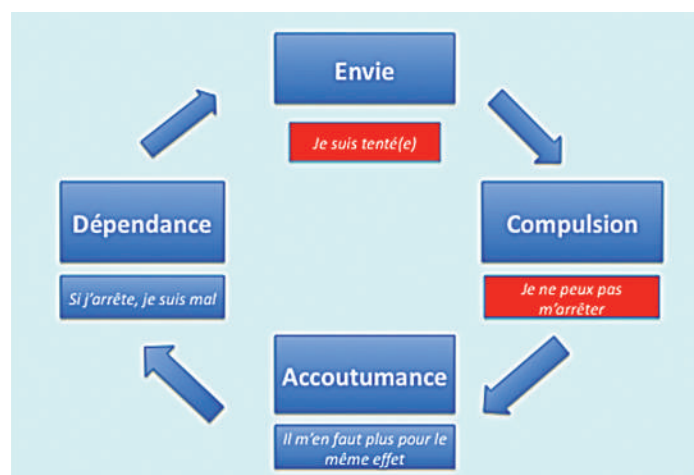 Envie
Je suis tenté(e)
Dépendance
Si j'arrête, je suis mal
Compulsion
Je ne peux pas
m'arrêter
Accoutumance
Il m'en faut plus pour le
même effet